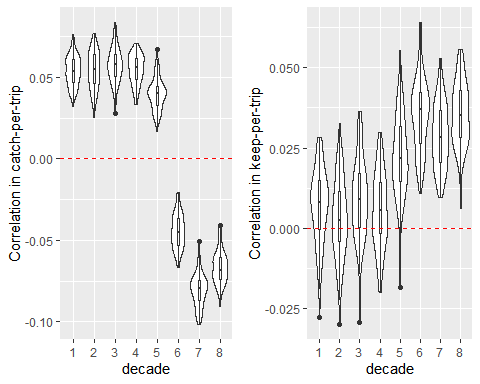 Correlation in catch-per-trip
0.05
0.00
-0.05
-0.10
1 2 3 4 5 6 7 8
decade
Correlation in keep-per-trip
0.050
0.025
0.000
-0.025
1 2 3 4 5 6 7 8
decade